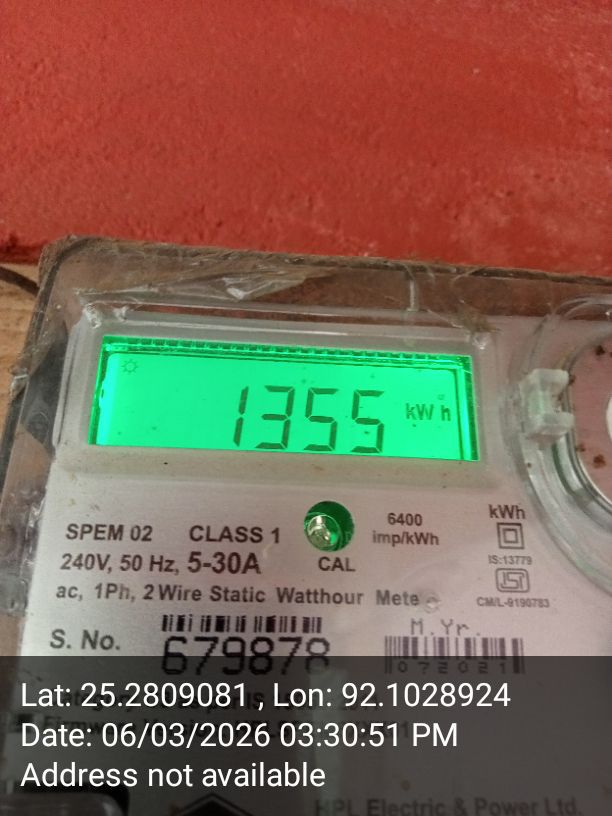 1355 kWh
SPEM 02 CLASS 1 6400 imp/kWh kWh
240V, 50 Hz, 5-30A CAL IS:13779
ac, 1Ph, 2 Wire Static Watthour Mete CM/L-9190783
S. No. 679878 M.Yr. 072021
Lat: 25.2809081 , Lon: 92.1028924
Date: 06/03/2026 03:30:51 PM
Address not available
HPL Electric & Power Ltd.